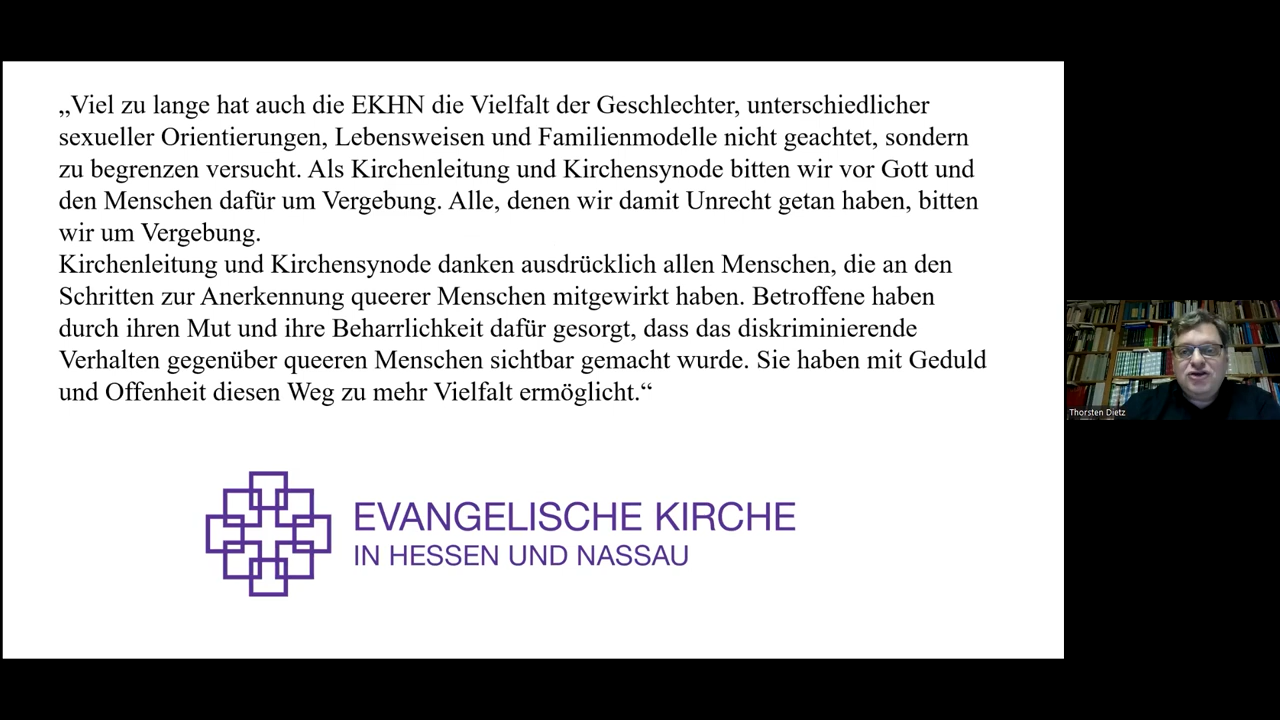 „Viel zu lange hat auch die EKHN die Vielfalt der Geschlechter, unterschiedlicher
sexueller Orientierungen, Lebensweisen und Familienmodelle nicht geachtet, sondern
zu begrenzen versucht. Als Kirchenleitung und Kirchensynode bitten wir vor Gott und
den Menschen dafür um Vergebung. Alle, denen wir damit Unrecht getan haben, bitten
wir um Vergebung.
Kirchenleitung und Kirchensynode danken ausdrücklich allen Menschen, die an den
Schritten zur Anerkennung queerer Menschen mitgewirkt haben. Betroffene haben
durch ihren Mut und ihre Beharrlichkeit dafür gesorgt, dass das diskriminierende
Verhalten gegenüber queeren Menschen sichtbar gemacht wurde. Sie haben mit Geduld
und Offenheit diesen Weg zu mehr Vielfalt ermöglicht.“
EVANGELISCHE KIRCHE
IN HESSEN UND NASSAU
Thorsten Dietz